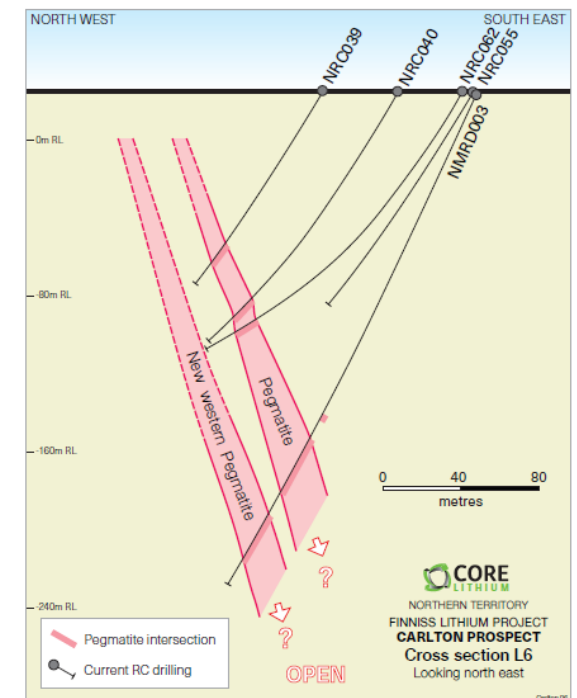 NORTH WEST
SOUTH EAST
NRC039
NRC040
NRC062
NRC055
NMRD003
0m RL
-80m RL
-160m RL
-240m RL
New western Pegmatite
Pegmatite
0 40 80
metres
?
?
OPEN
CORE
LITHIUM
NORTHERN TERRITORY
FINNISS LITHIUM PROJECT
CARLTON PROSPECT
Cross section L6
Looking north east
Pegmatite intersection
Current RC drilling